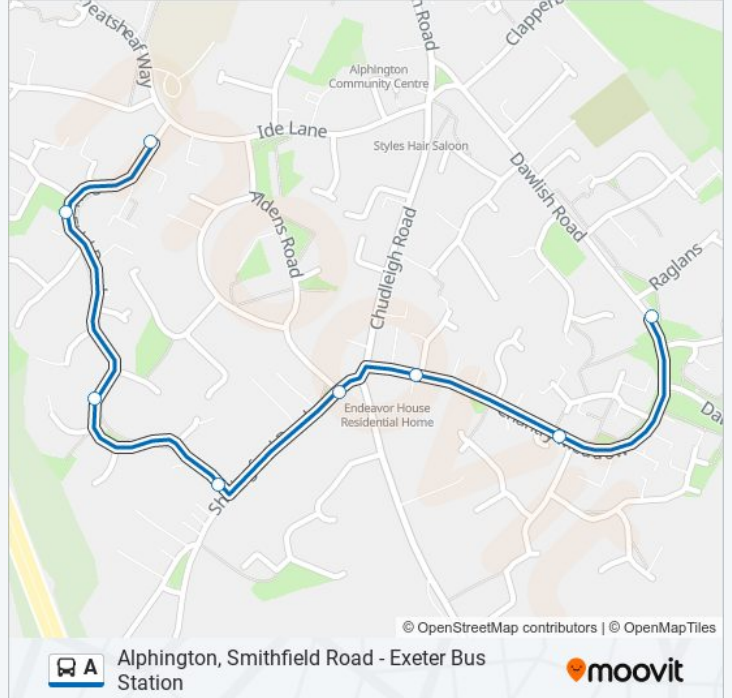 Wheatsheaf Way
Road
Alphington
Community Centre
Ide Lane
Styles Hair Saloon
Dawlish Road
Aldens Road
Chudleigh Road
Raglans
Endeavor House
Residential Home
© OpenStreetMap contributors | © OpenMapTiles
A
Alphington, Smithfield Road - Exeter Bus
Station
moovit